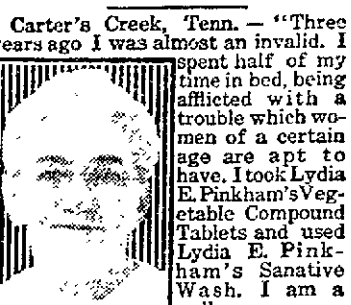 Carter's Creek, Tenn. — "Three
years ago I was almost an invalid. I
spent half of my
time in bed, being
afflicted with a
trouble which wo-
men of a certain
age are apt to
have. I took Lydia
E. Pinkham's Veg-
etable Compound
Tablets and used
Lydia E. Pink-
ham's Sanative
Wash. I am a